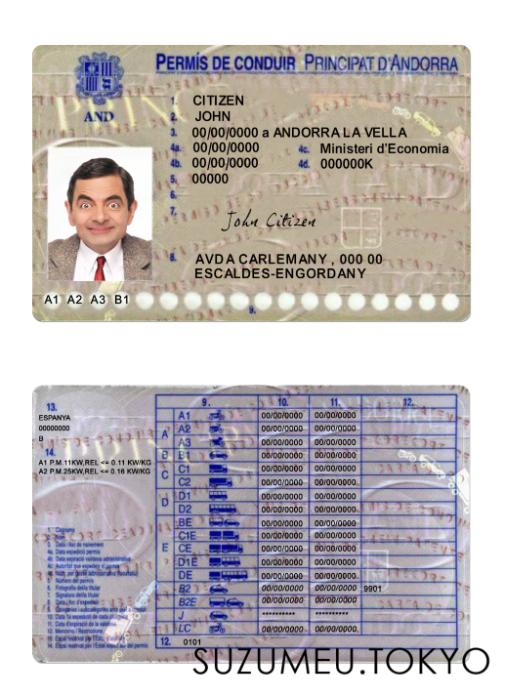 PERMÍS DE CONDUIR PRINCIPAT D'ANDORRA
AND
1. CITIZEN
2. JOHN
3. 00/00/0000 a ANDORRA LA VELLA
4a. 00/00/0000 4c. Ministeri d'Economia
4b. 00/00/0000 4d. 000000K
5. 00000
6.
7. John Citizen
8. AVDA CARLEMANY , 000 00
ESCALDES-ENGORDANY
A1 A2 A3 B1
9.
13.
ESPANYA
00000000
B
14.
A1 P.M.11KW,REL <= 0.11 KW/KG
A2 P.M.25KW,REL <= 0.16 KW/KG
9. 10. 11. 12.
A
A1 00/00/0000 00/00/0000
A2 00/00/0000 00/00/0000
A3 00/00/0000 00/00/0000
B B1 00/00/0000 00/00/0000
C
C1 00/00/0000 00/00/0000
C2 00/00/0000 00/00/0000
D
D1 00/00/0000 00/00/0000
D2 00/00/0000 00/00/0000
E
BE 00/00/0000 00/00/0000
C1E 00/00/0000 00/00/0000
CE 00/00/0000 00/00/0000
D1E 00/00/0000 00/00/0000
DE 00/00/0000 00/00/0000
B2 00/00/0000 00/00/0000 9901
B2E 00/00/0000 00/00/0000
J ********** **********
LC 00/00/0000 00/00/0000
12. 0101
SUZUMEU.TOKYO